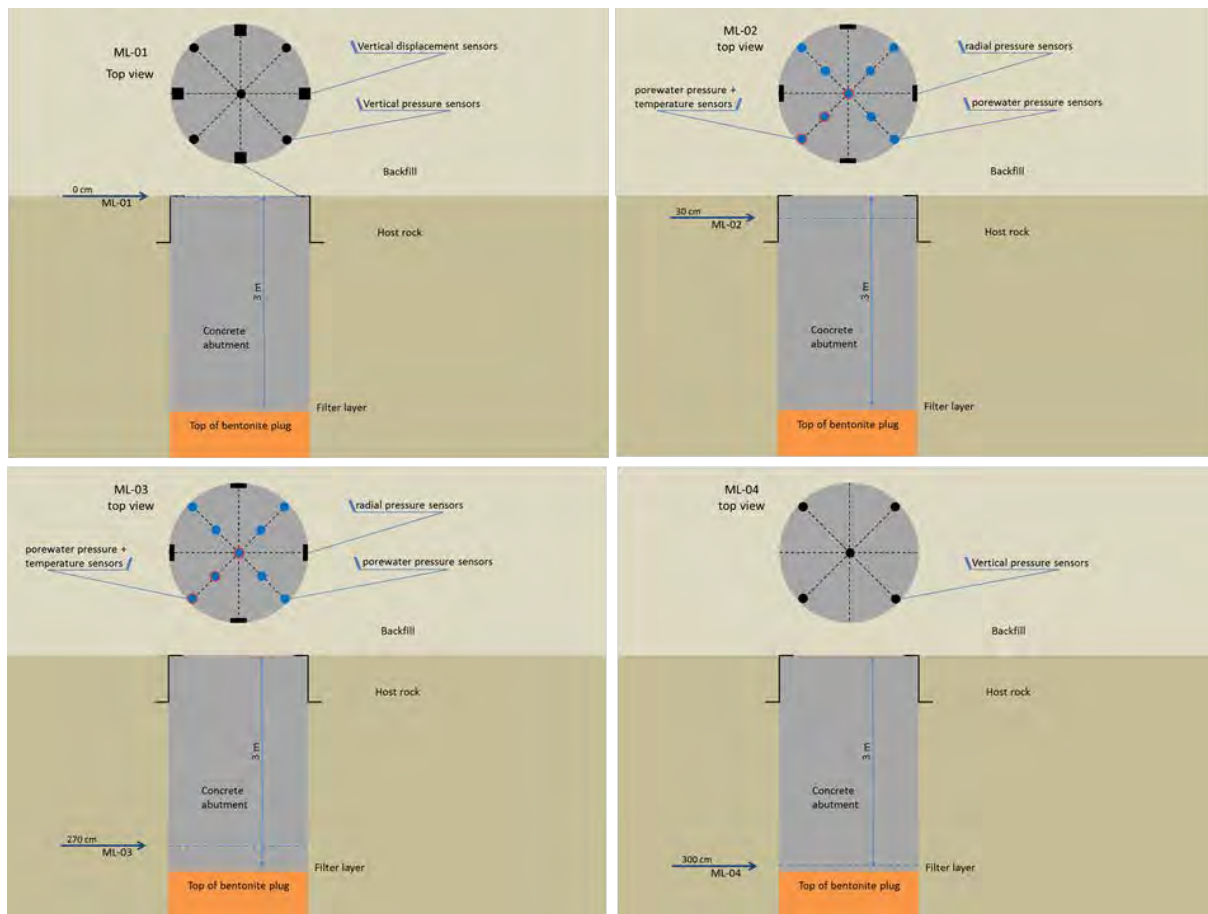 ML-01
Top view
Vertical displacement sensors
Vertical pressure sensors
Backfill
0 cm
ML-01
Host rock
3 m
Concrete
abutment
Filter layer
Top of bentonite plug
ML-02
top view
radial pressure sensors
porewater pressure +
temperature sensors
porewater pressure sensors
Backfill
30 cm
ML-02
Host rock
3 m
Concrete
abutment
Filter layer
Top of bentonite plug
ML-03
top view
radial pressure sensors
porewater pressure +
temperature sensors
porewater pressure sensors
Backfill
Host rock
3 m
Concrete
abutment
270 cm
ML-03
Filter layer
Top of bentonite plug
ML-04
top view
Vertical pressure sensors
Backfill
Host rock
3 m
Concrete
abutment
300 cm
ML-04
Filter layer
Top of bentonite plug